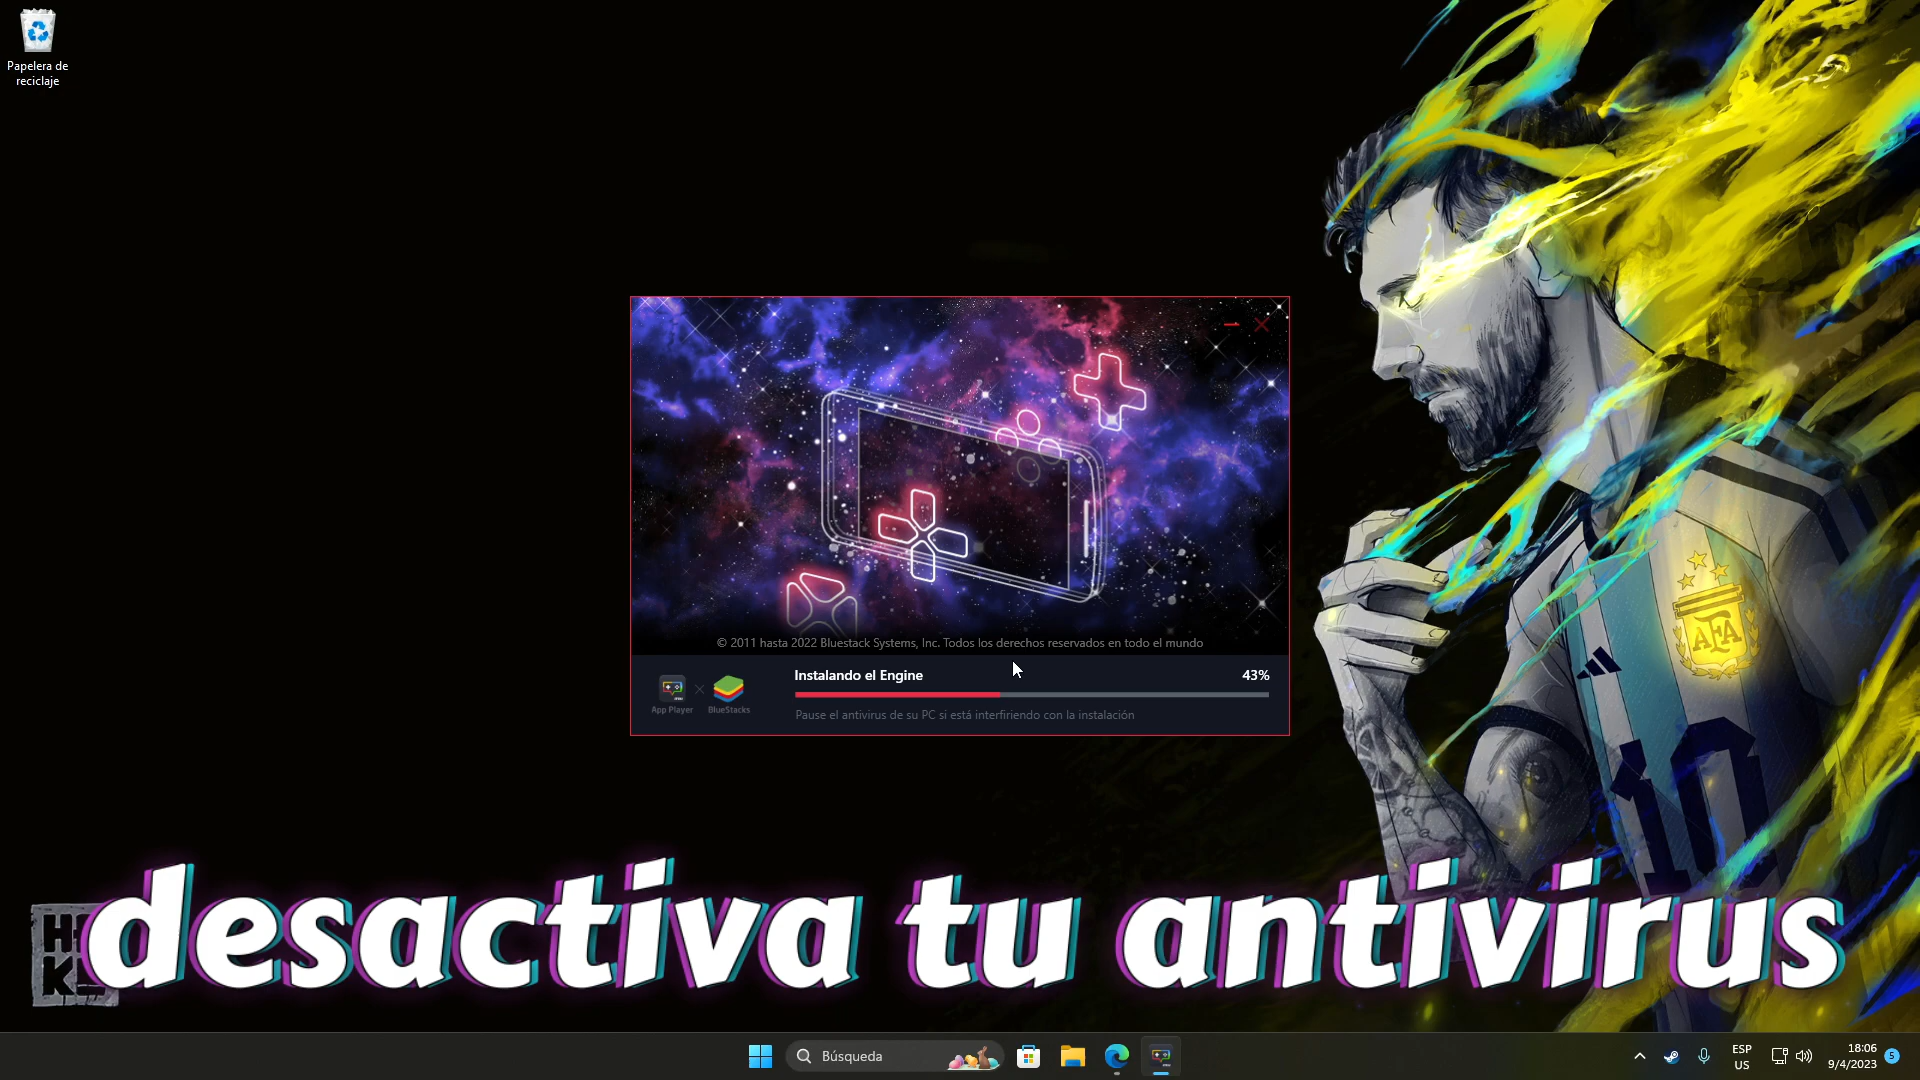 Papelera de
reciclaje
© 2011 hasta 2022 Bluestack Systems, Inc. Todos los derechos reservados en todo el mundo
Instalando el Engine
43%
App Player
BlueStacks
Pause el antivirus de su PC si está interfiriendo con la instalación
AFA
10
desactiva tu antivirus
Búsqueda
ESP
US
18:06
9/4/2023
5